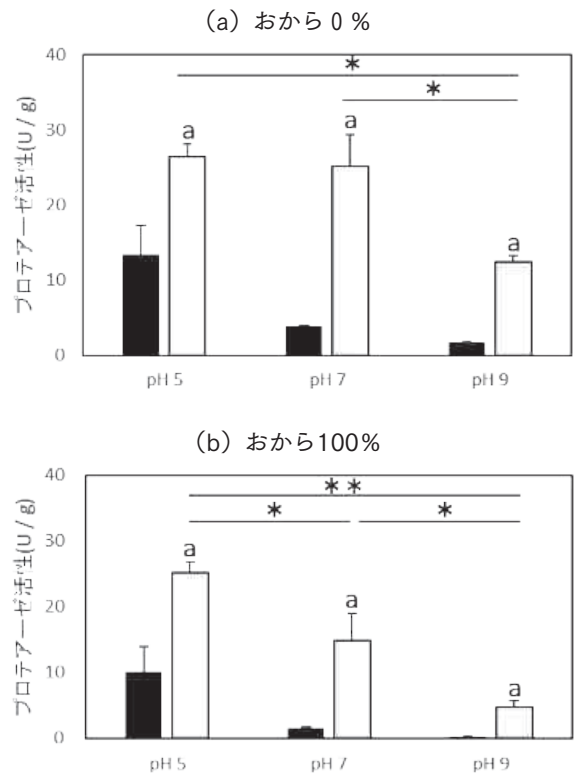 （a）おから０％
プロテアーゼ活性(U / g)
40
30
20
10
0
＊
＊
a
a
a
pH 5
pH 7
pH 9
（b）おから100％
プロテアーゼ活性(U / g)
40
30
20
10
0
＊＊
＊
＊
a
a
a
pH 5
pH 7
pH 9